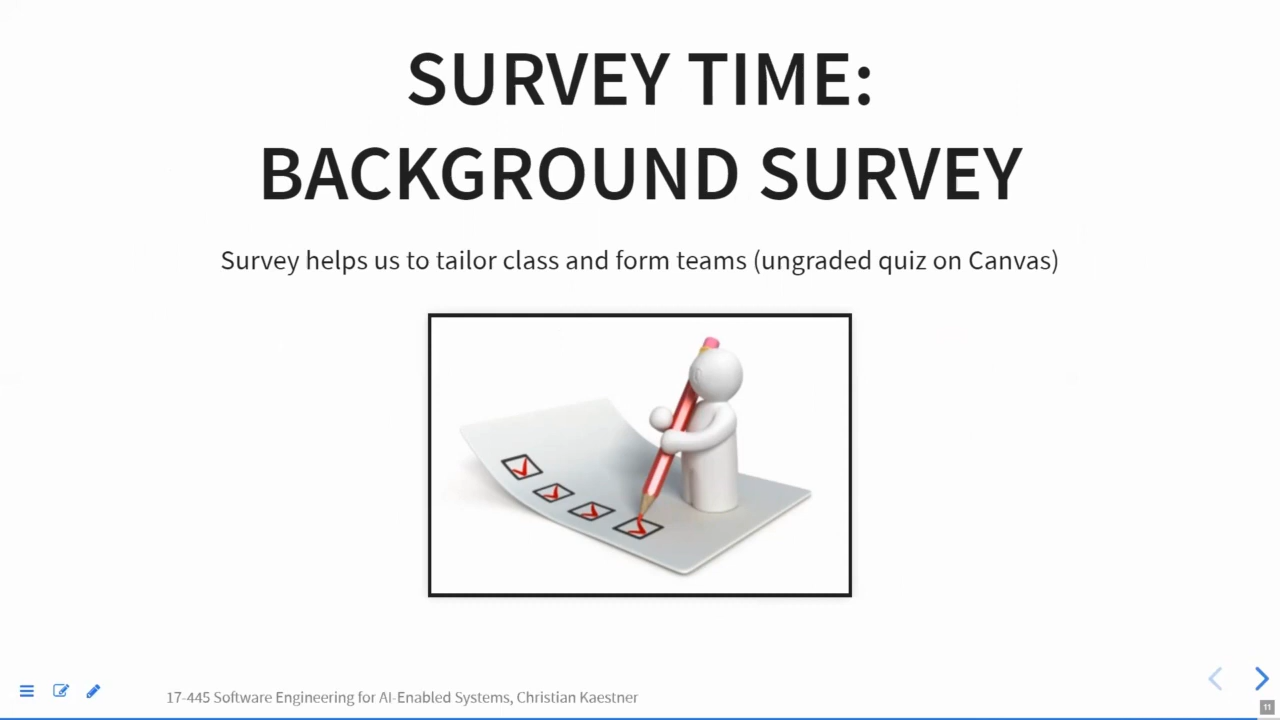 SURVEY TIME:
BACKGROUND SURVEY
Survey helps us to tailor class and form teams (ungraded quiz on Canvas)
17-445 Software Engineering for AI-Enabled Systems, Christian Kaestner
11